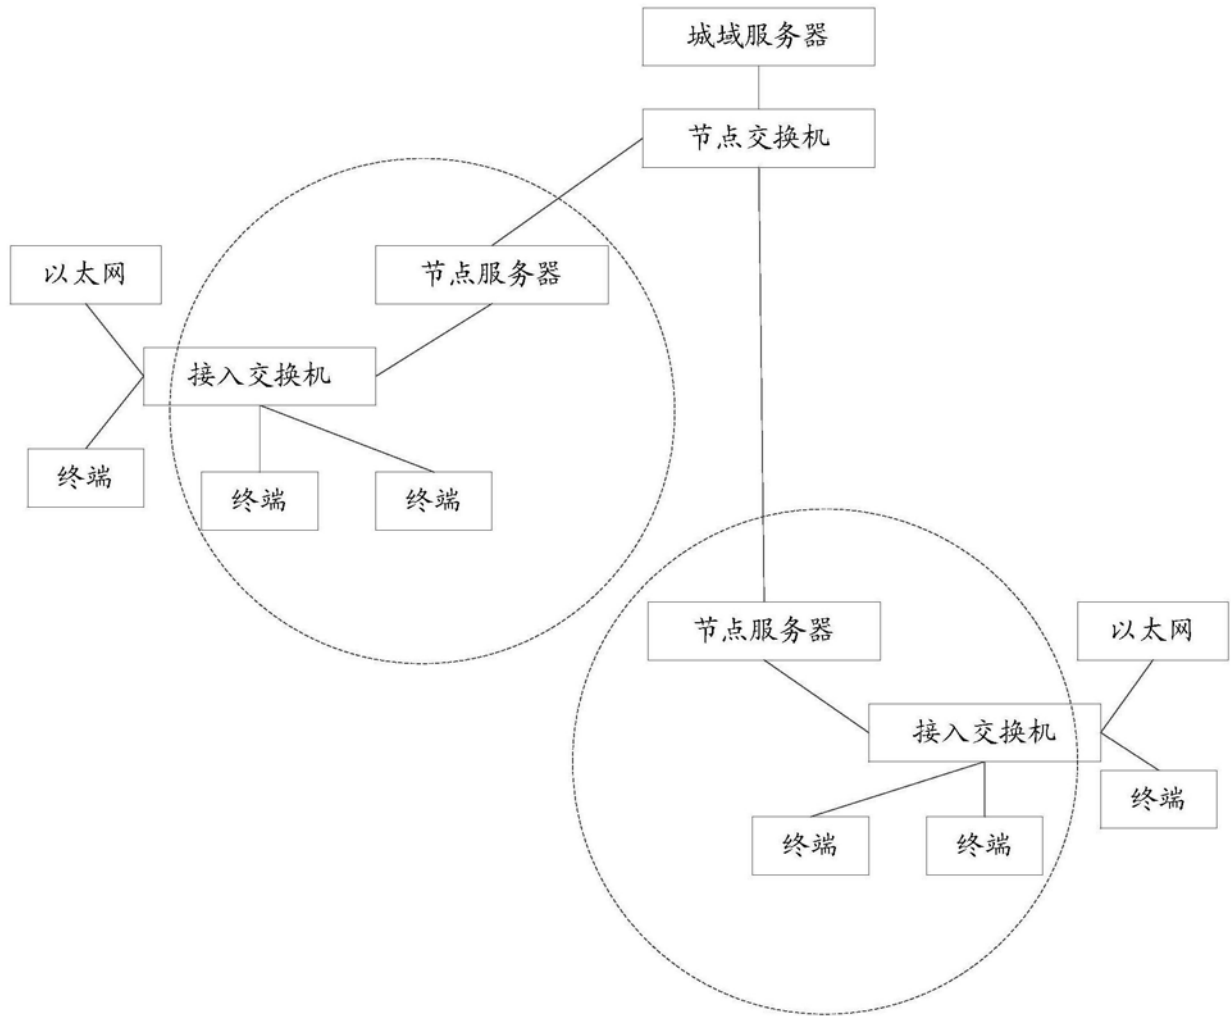 城域服务器
节点交换机
以太网
节点服务器
接入交换机
终端
终端
终端
节点服务器
以太网
接入交换机
终端
终端
终端